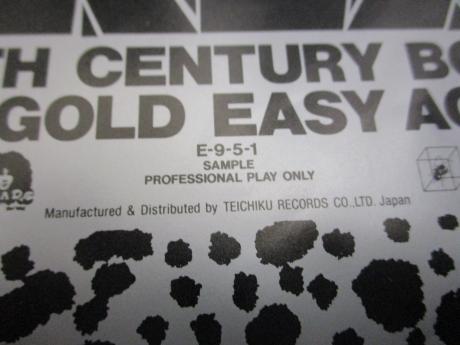 TH CENTURY BO
GOLD EASY AC
E-9-5-1
SAMPLE
PROFESSIONAL PLAY ONLY
Manufactured & Distributed by TEICHIKU RECORDS CO.,LTD. Japan